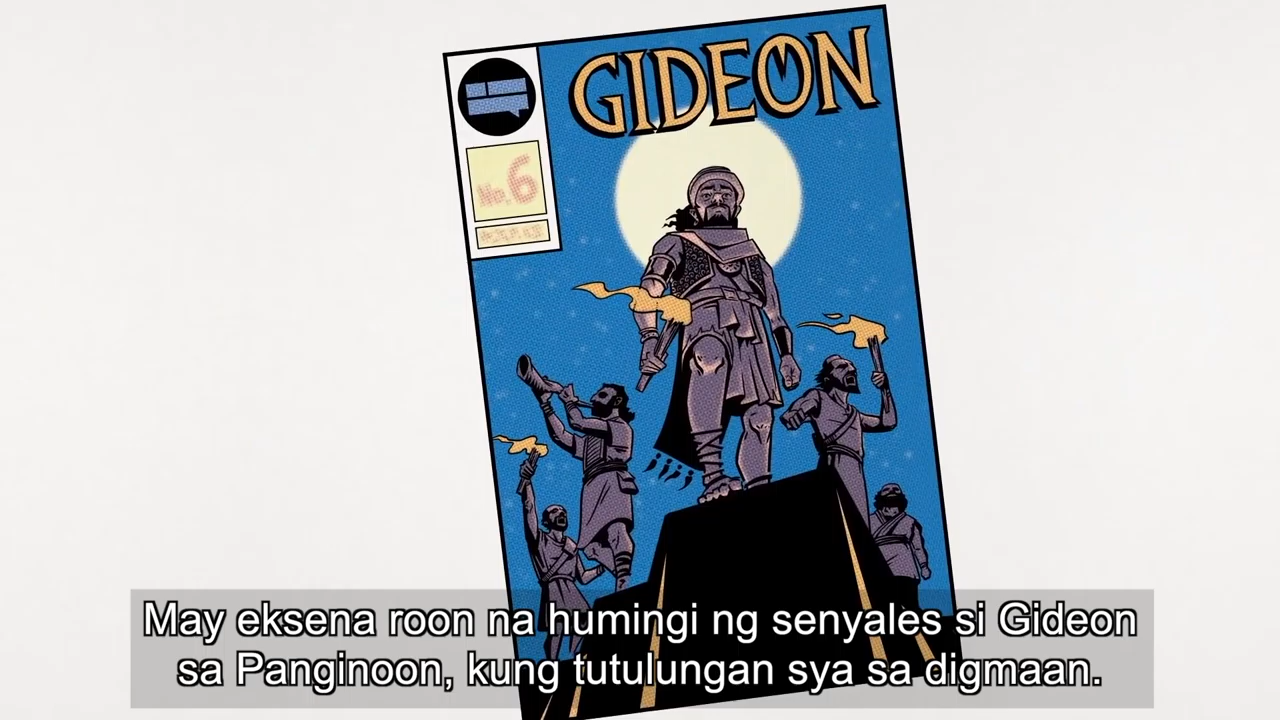 GIDEON
No. 6
May eksena roon na humingi ng senyales si Gideon
sa Panginoon, kung tutulungan sya sa digmaan.